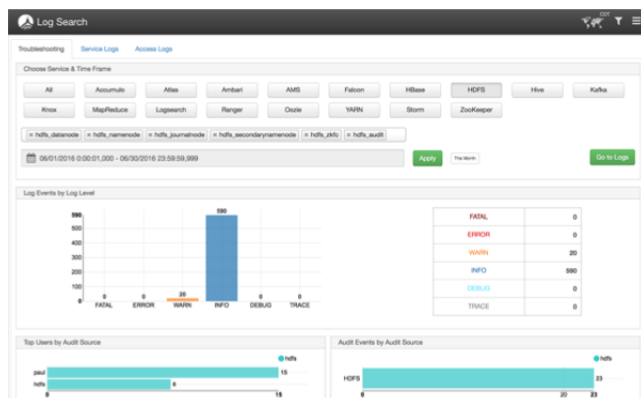 Log Search
CDT
Troubleshooting Service Logs Access Logs
Choose Service & Time Frame
All Accumulo Atlas Ambari AMS Falcon HBase HDFS Hive Kafka
Knox MapReduce Logsearch Ranger Oozie YARN Storm ZooKeeper
× hdfs_datanode × hdfs_namenode × hdfs_journalnode × hdfs_secondarynamenode × hdfs_zkfc × hdfs_audit
06/01/2016 0:00:01,000 - 06/30/2016 23:59:59,999 Apply This Month Go to Logs
Log Events by Log Level
590 590
500
400
300
200
100
0
0 0 20 0 0
FATAL ERROR WARN INFO DEBUG TRACE
FATAL 0
ERROR 0
WARN 20
INFO 590
DEBUG 0
TRACE 0
Top Users by Audit Source
hdfs
paul 15
hdfs 8
0 15
Audit Events by Audit Source
hdfs
HDFS 23
0 20 23